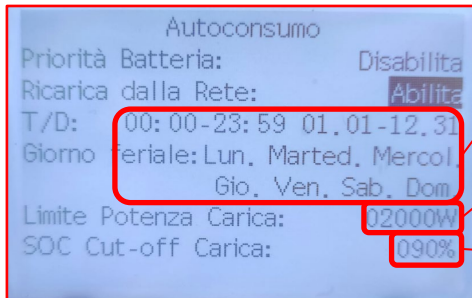 Autoconsumo
Priorità Batteria: Disabilita
Ricarica dalla Rete: Abilita
T/D: 00:00-23:59 01.01-12.31
Giorno feriale:Lun. Marted. Mercol.
Gio. Ven. Sab. Dom.
Limite Potenza Carica: 02000W
SOC Cut-off Carica: 090%